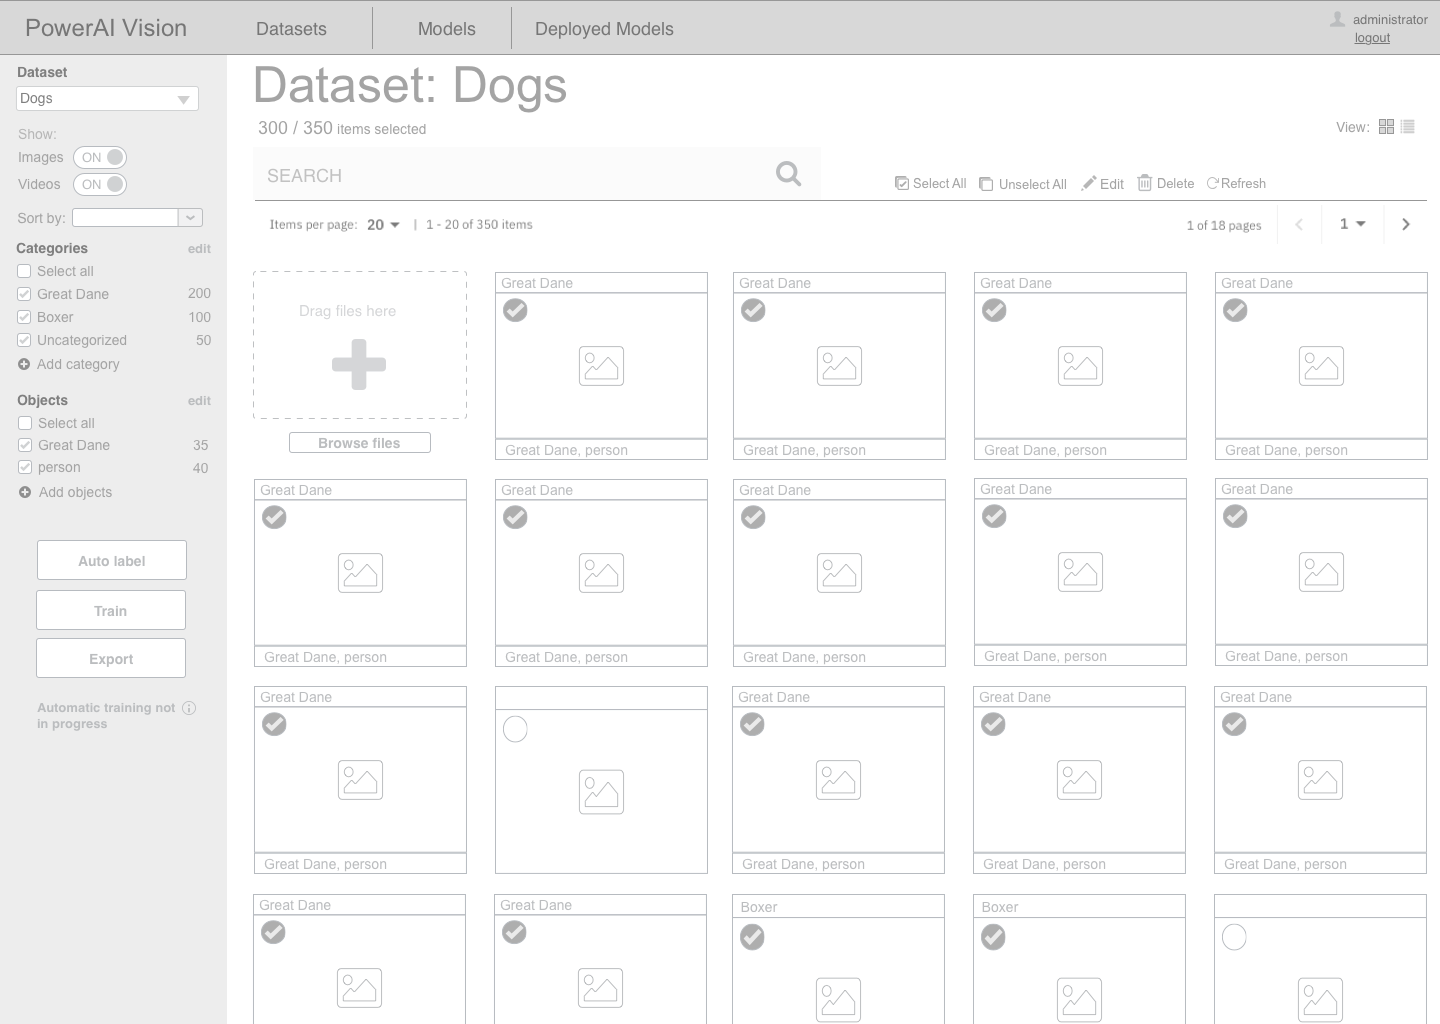 PowerAI Vision
Datasets
Models
Deployed Models
administrator
logout
Dataset
Dogs
Show:
Images ON
Videos ON
Sort by:
Categories edit
Select all
Great Dane 200
Boxer 100
Uncategorized 50
Add category
Objects edit
Select all
Great Dane 35
person 40
Add objects
Auto label
Train
Export
Automatic training not
in progress
Dataset: Dogs
300 / 350 items selected
View:
SEARCH
Select All
Unselect All
Edit
Delete
Refresh
Items per page: 20 | 1 - 20 of 350 items
1 of 18 pages
1
Drag files here
Browse files
Great Dane
Great Dane, person
Great Dane
Great Dane, person
Great Dane
Great Dane, person
Great Dane
Great Dane, person
Great Dane
Great Dane, person
Great Dane
Great Dane, person
Great Dane
Great Dane, person
Great Dane
Great Dane, person
Great Dane
Great Dane, person
Great Dane
Great Dane, person
Great Dane
Great Dane, person
Great Dane
Great Dane, person
Great Dane
Great Dane, person
Great Dane
Great Dane
Boxer
Boxer